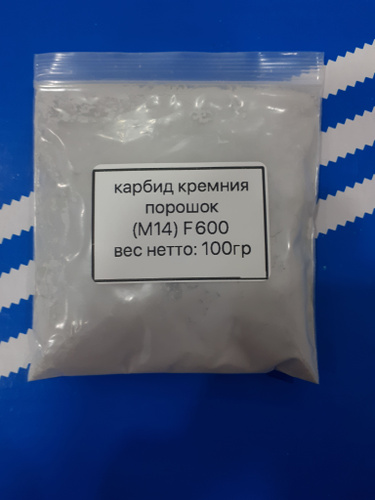 карбид кремния
порошок
(М14) F600
вес нетто: 100гр